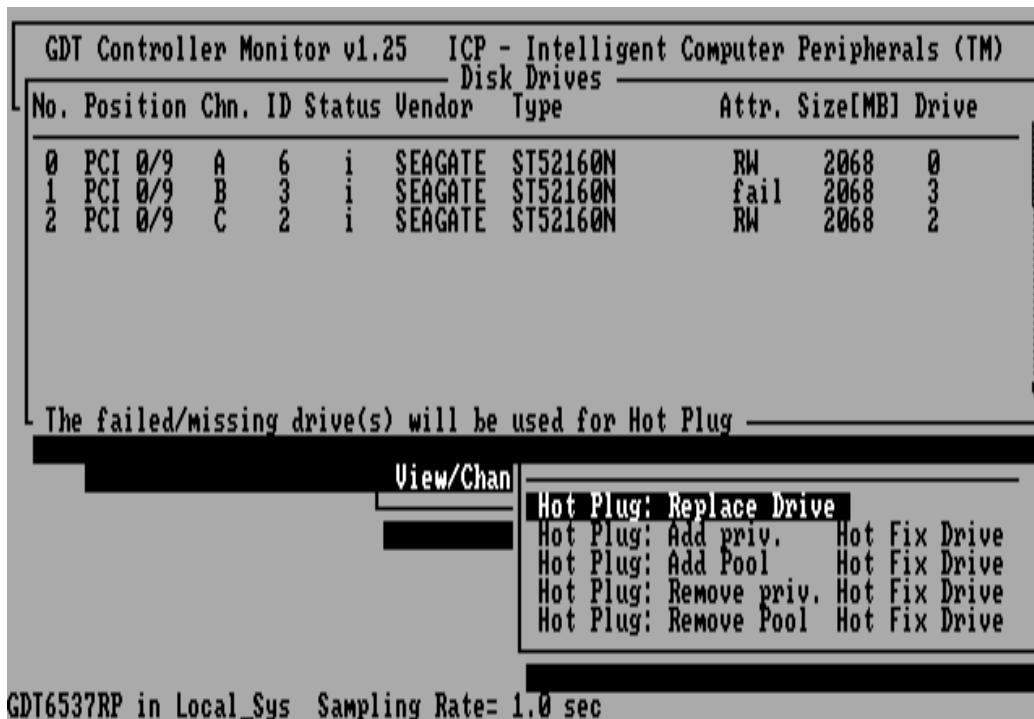 GDT Controller Monitor v1.25 ICP - Intelligent Computer Peripherals (TM)
Disk Drives
No. Position Chn. ID Status Vendor Type Attr. Size[MB] Drive
0 PCI 0/9 A 6 i SEAGATE ST52160N RW 2068 0
1 PCI 0/9 B 3 i SEAGATE ST52160N fail 2068 3
2 PCI 0/9 C 2 i SEAGATE ST52160N RW 2068 2
The failed/missing drive(s) will be used for Hot Plug
View/Chan
Hot Plug: Replace Drive
Hot Plug: Add priv. Hot Fix Drive
Hot Plug: Add Pool Hot Fix Drive
Hot Plug: Remove priv. Hot Fix Drive
Hot Plug: Remove Pool Hot Fix Drive
GDT6537RP in Local_Sys Sampling Rate= 1.0 sec